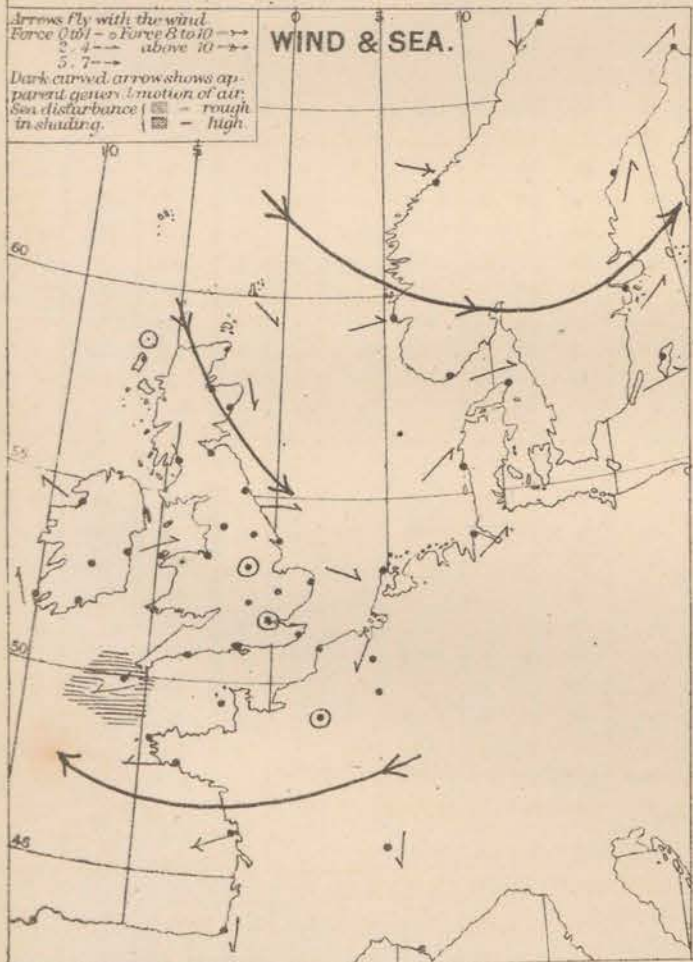 Arrows fly with the wind
Force 0 to 1 - o Force 8 to 10
2 . 4 above 10
5 . 7
Dark curved arrow shows ap-
parent general motion of air.
Sea disturbance { - rough
in shading. { - high.
WIND & SEA.
0
5
10
10
5
60
55
50
45